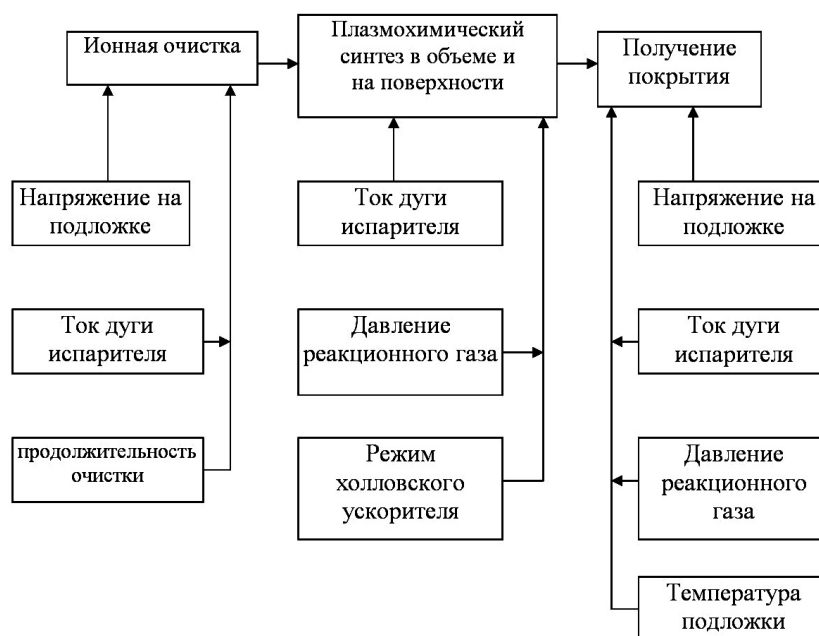 Ионная очистка
Плазмохимический
синтез в объеме и
на поверхности
Получение
покрытия
Напряжение на
подложке
Ток дуги
испарителя
Напряжение на
подложке
Ток дуги
испарителя
Давление
реакционного газа
Ток дуги
испарителя
продолжительность
очистки
Режим
холловского
ускорителя
Давление
реакционного
газа
Температура
подложки